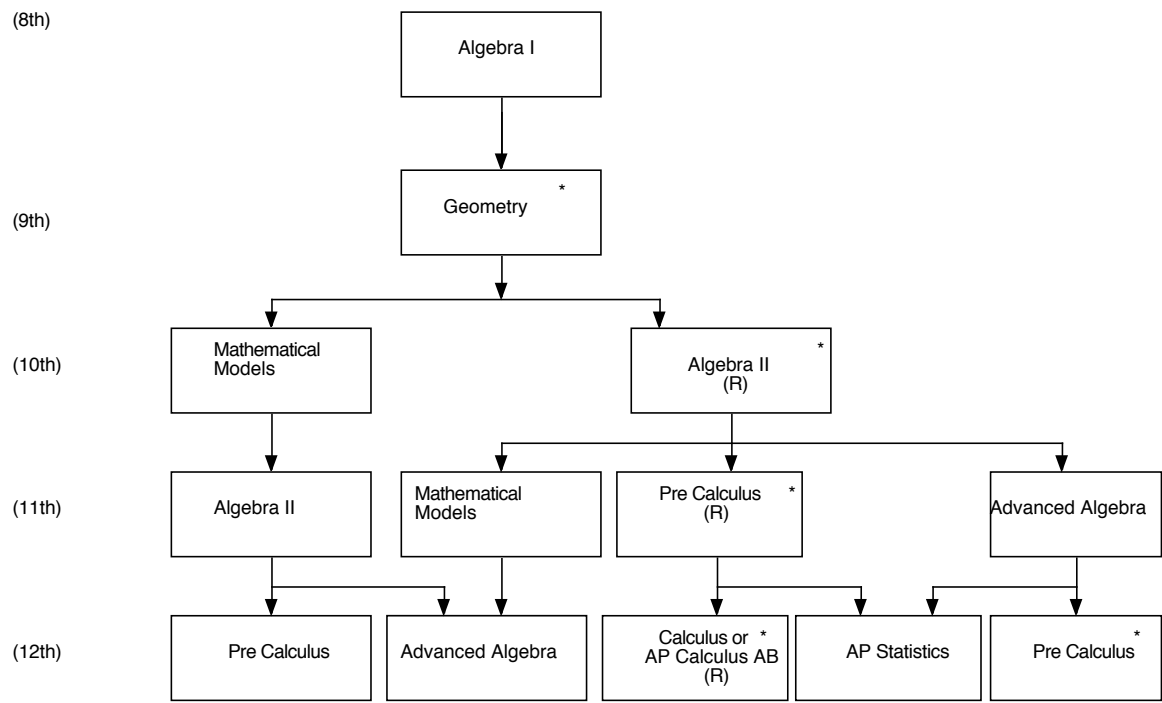 (8th)
Algebra I
(9th)
Geometry *
(10th)
Mathematical
Models
*
Algebra II
(R)
(11th)
Algebra II
Mathematical
Models
Pre Calculus *
(R)
Advanced Algebra
(12th)
Pre Calculus
Advanced Algebra
Calculus or *
AP Calculus AB
(R)
AP Statistics
*
Pre Calculus